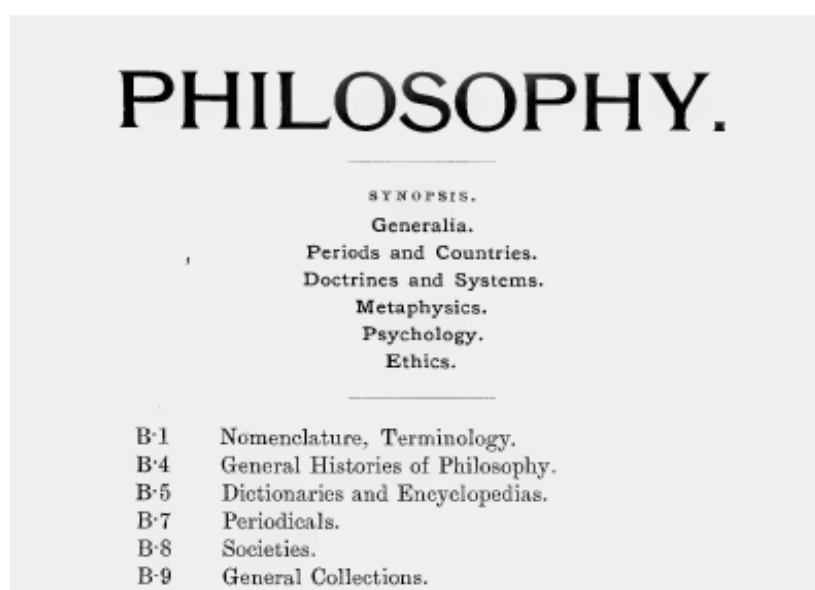 PHILOSOPHY.
SYNOPSIS.
Generalia.
Periods and Countries.
Doctrines and Systems.
Metaphysics.
Psychology.
Ethics.
B·1 Nomenclature, Terminology.
B·4 General Histories of Philosophy.
B·5 Dictionaries and Encyclopedias.
B·7 Periodicals.
B·8 Societies.
B·9 General Collections.